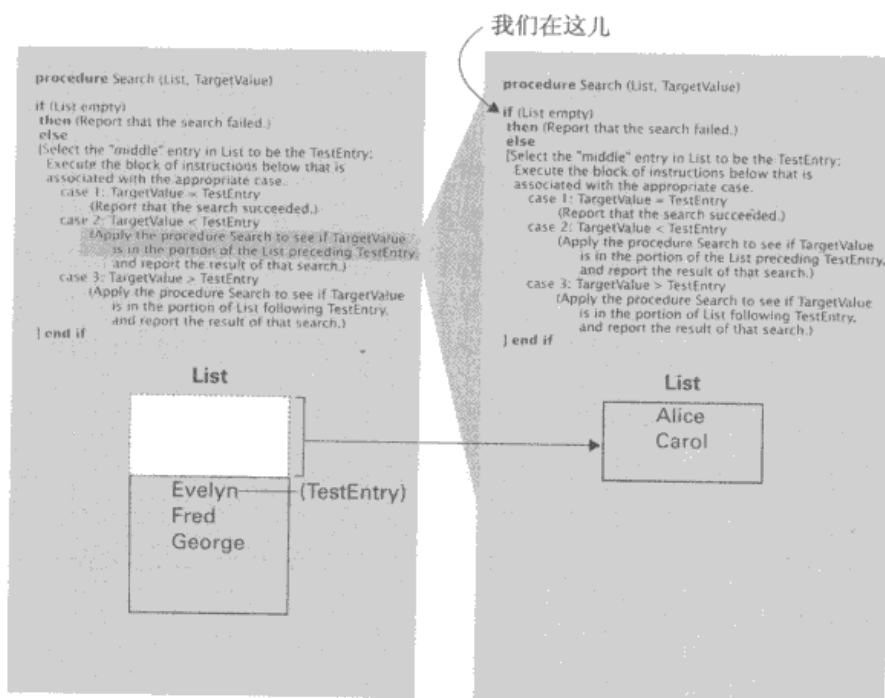 我们在这儿
procedure Search (List, TargetValue)
if (List empty)
then (Report that the search failed.)
else
[Select the "middle" entry in List to be the TestEntry;
Execute the block of instructions below that is
associated with the appropriate case.
case 1: TargetValue = TestEntry
(Report that the search succeeded.)
case 2: TargetValue < TestEntry
(Apply the procedure Search to see if TargetValue
is in the portion of the List preceding TestEntry,
and report the result of that search.)
case 3: TargetValue > TestEntry
(Apply the procedure Search to see if TargetValue
is in the portion of List following TestEntry,
and report the result of that search.)
] end if
List
Evelyn (TestEntry)
Fred
George
procedure Search (List, TargetValue)
if (List empty)
then (Report that the search failed.)
else
[Select the "middle" entry in List to be the TestEntry;
Execute the block of instructions below that is
associated with the appropriate case.
case 1: TargetValue = TestEntry
(Report that the search succeeded.)
case 2: TargetValue < TestEntry
(Apply the procedure Search to see if TargetValue
is in the portion of the List preceding TestEntry,
and report the result of that search.)
case 3: TargetValue > TestEntry
(Apply the procedure Search to see if TargetValue
is in the portion of List following TestEntry,
and report the result of that search.)
] end if
List
Alice
Carol